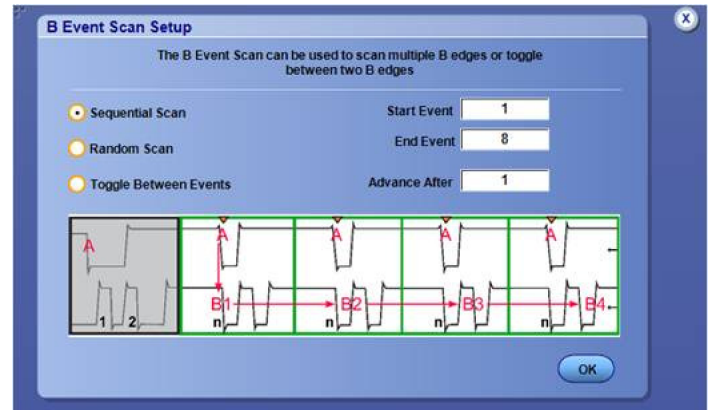 B Event Scan Setup
X
The B Event Scan can be used to scan multiple B edges or toggle
between two B edges
Sequential Scan
Start Event 1
End Event 8
Random Scan
Toggle Between Events
Advance After 1
A A A A A
B1 B2 B3 B4
1 2 n n n n
OK